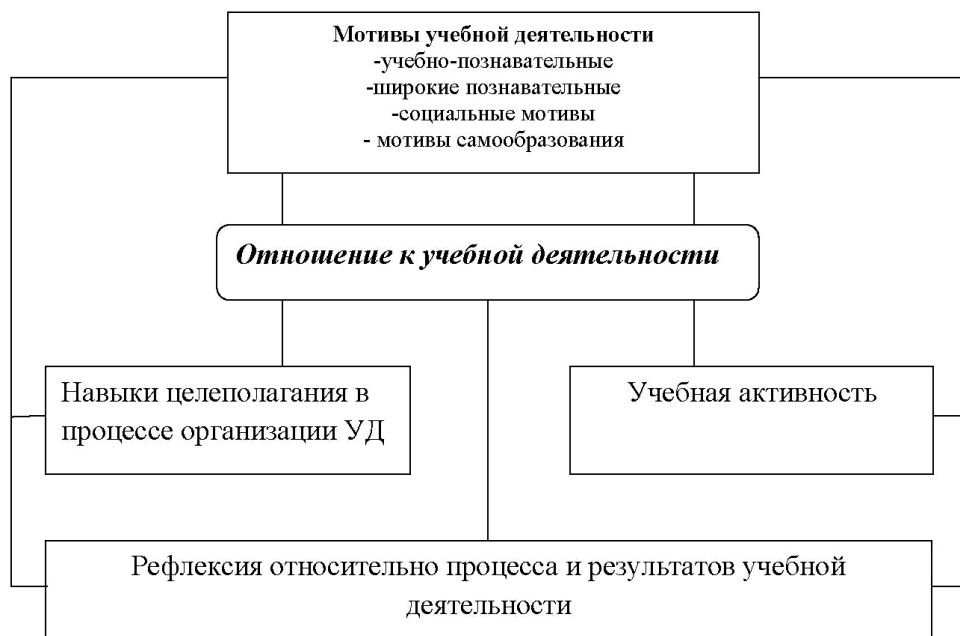 Мотивы учебной деятельности
-учебно-познавательные
-широкие познавательные
-социальные мотивы
- мотивы самообразования
Отношение к учебной деятельности
Навыки целеполагания в
процессе организации УД
Учебная активность
Рефлексия относительно процесса и результатов учебной
деятельности